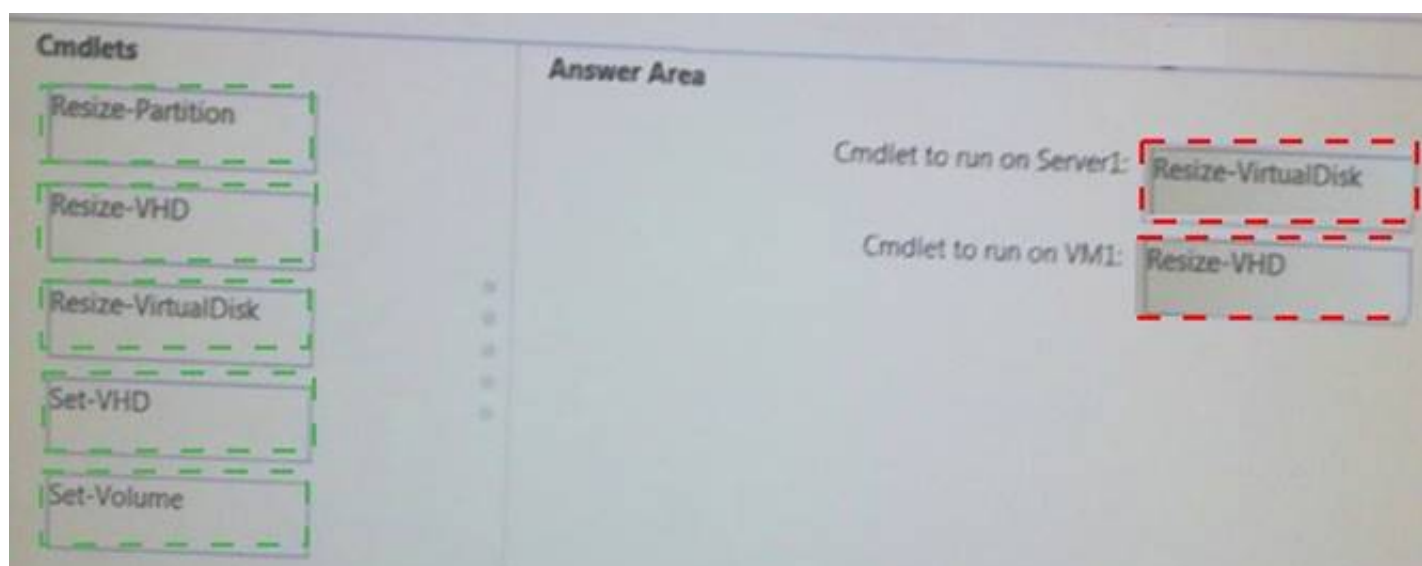 Cmdlets
Resize-Partition
Resize-VHD
Resize-VirtualDisk
Set-VHD
Set-Volume
Answer Area
Cmdlet to run on Server1: Resize-VirtualDisk
Cmdlet to run on VM1: Resize-VHD